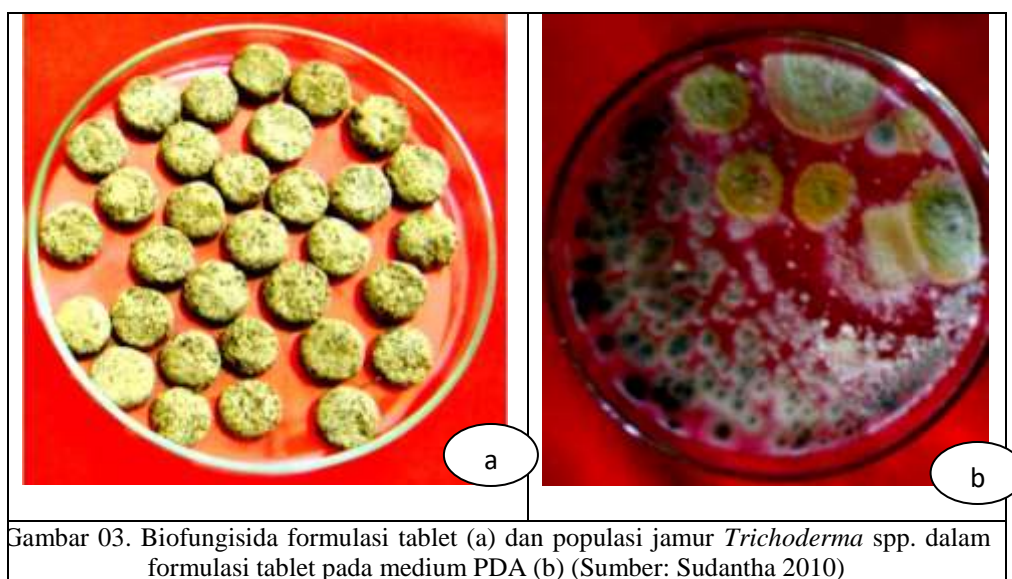 a
b
Gambar 03. Biofungisida formulasi tablet (a) dan populasi jamur Trichoderma spp. dalam
formulasi tablet pada medium PDA (b) (Sumber: Sudantha 2010)